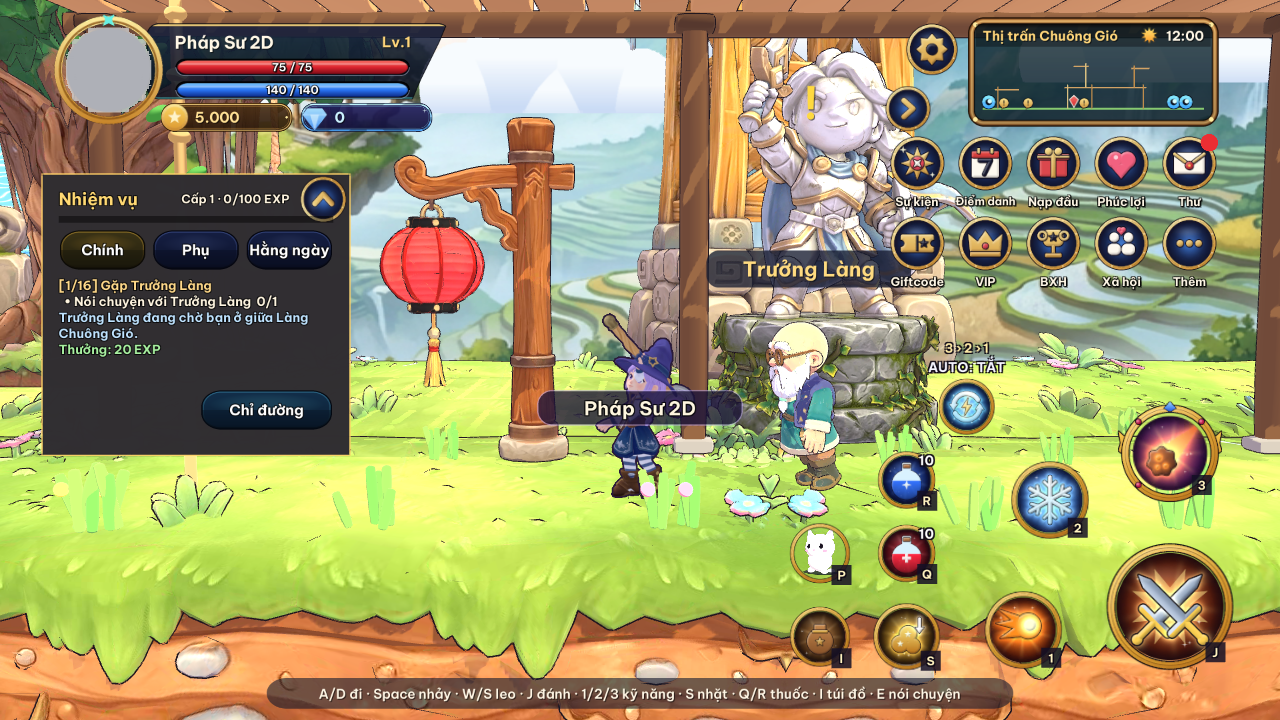 Pháp Sư 2D
Lv.1
75 / 75
140 / 140
5.000
0
Thị trấn Chuông Gió
12:00
Nhiệm vụ
Cấp 1 · 0/100 EXP
Chính
Phụ
Hằng ngày
[1/16] Gặp Trưởng Làng
• Nói chuyện với Trưởng Làng 0/1
Trưởng Làng đang chờ bạn ở giữa Làng
Chuông Gió.
Thưởng: 20 EXP
Chỉ đường
!
7
Sự kiện
Điểm danh
Nạp đầu
Phúc lợi
Thư
Giftcode
VIP
BXH
Xã hội
Thêm
Trưởng Làng
Pháp Sư 2D
3›2›1
AUTO: TẮT
10
R
10
Q
P
2
3
I
S
1
J
A/D đi · Space nhảy · W/S leo · J đánh · 1/2/3 kỹ năng · S nhặt · Q/R thuốc · I túi đồ · E nói chuyện